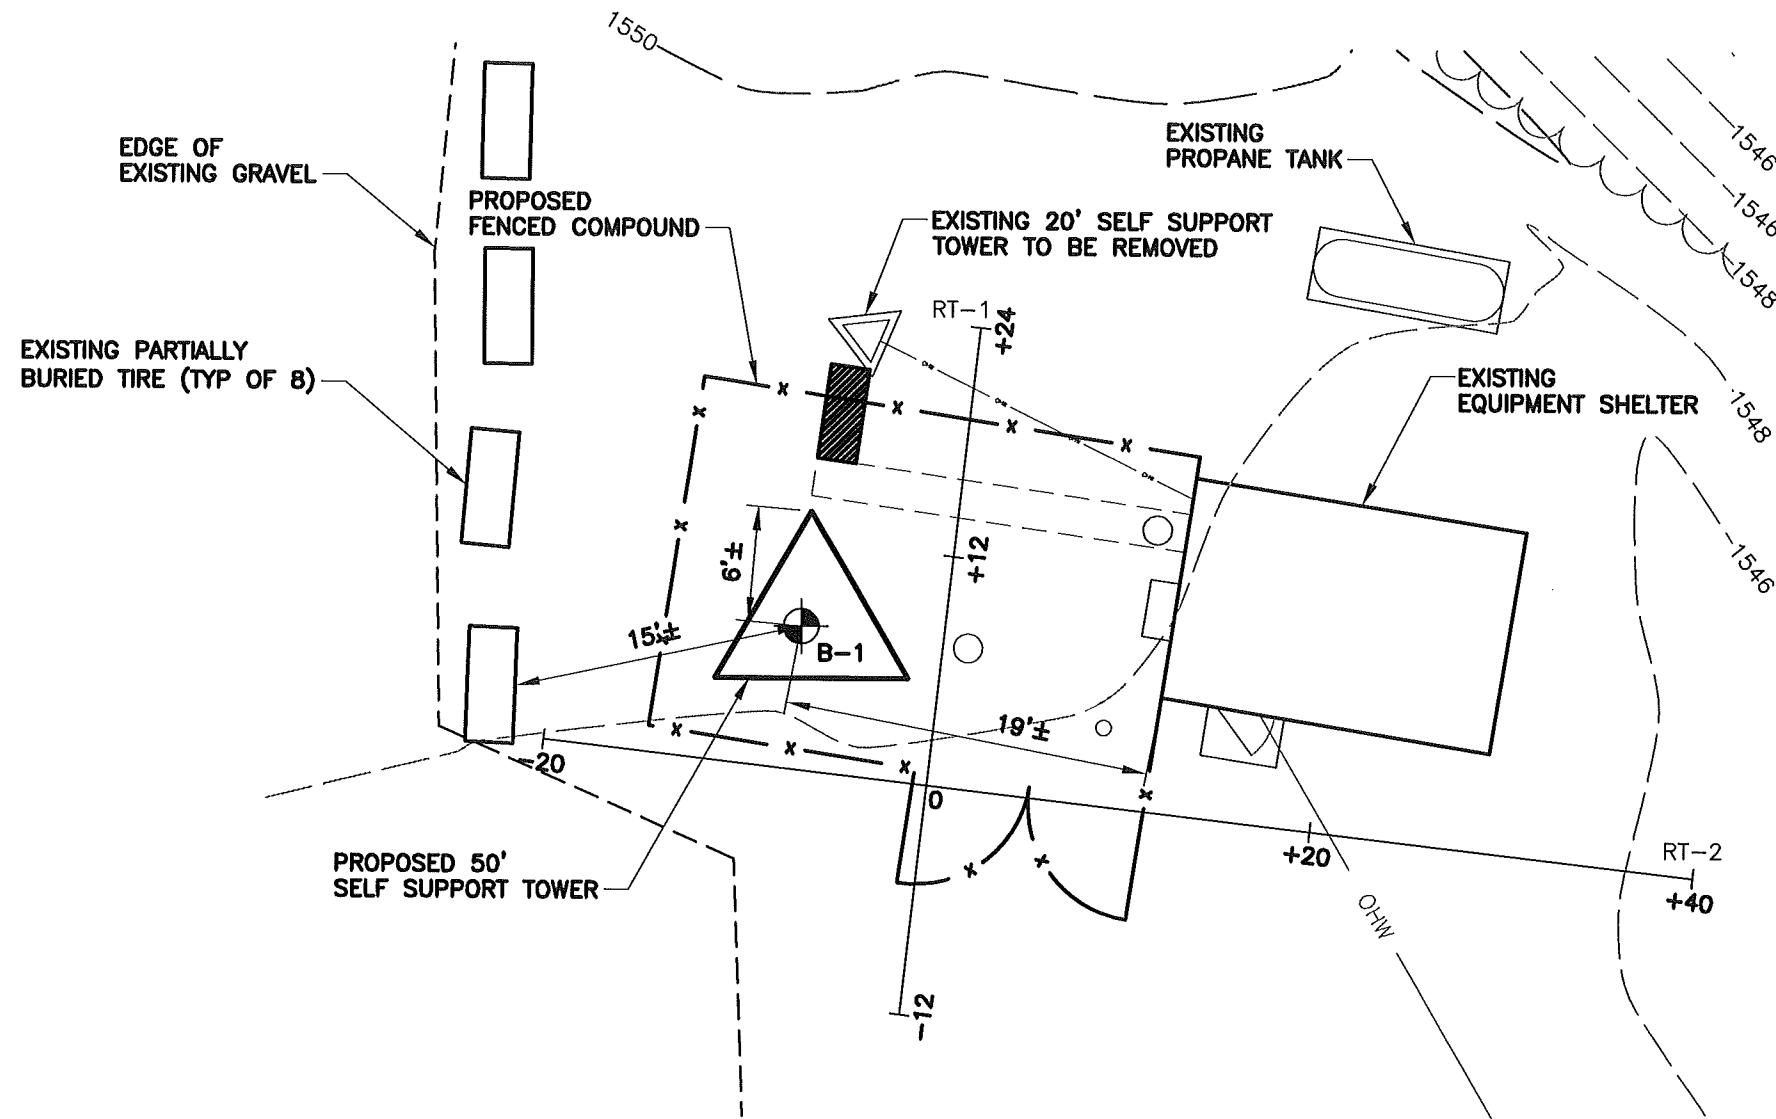 1550
EDGE OF
EXISTING GRAVEL
EXISTING
PROPANE TANK
1546
1546
1548
PROPOSED
FENCED COMPOUND
EXISTING 20' SELF SUPPORT
TOWER TO BE REMOVED
RT-1
+24
EXISTING PARTIALLY
BURIED TIRE (TYP OF 8)
EXISTING
EQUIPMENT SHELTER
1548
X
X
X
X
X
X
6'±
+12
1546
15'±
B-1
19'±
X
X
X
X
-20
0
X
X
+20
RT-2
+40
PROPOSED 50'
SELF SUPPORT TOWER
OHW
-12